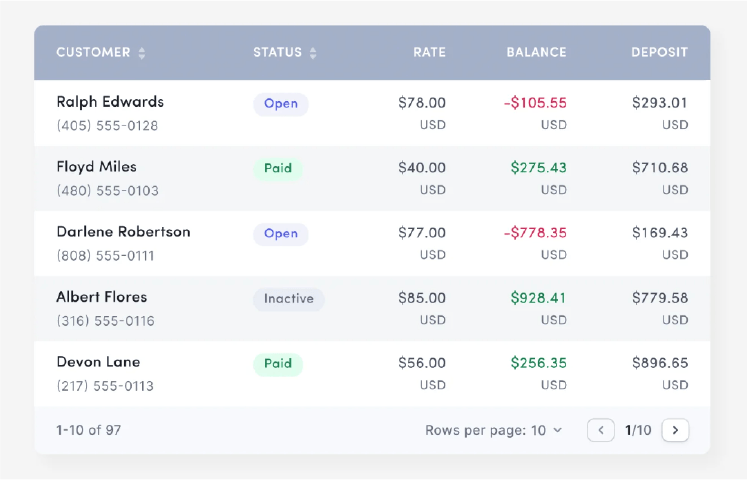 CUSTOMER STATUS RATE BALANCE DEPOSIT
Ralph Edwards Open $78.00 -$105.55 $293.01
(405) 555-0128 USD USD USD
Floyd Miles Paid $40.00 $275.43 $710.68
(480) 555-0103 USD USD USD
Darlene Robertson Open $77.00 -$778.35 $169.43
(808) 555-0111 USD USD USD
Albert Flores Inactive $85.00 $928.41 $779.58
(316) 555-0116 USD USD USD
Devon Lane Paid $56.00 $256.35 $896.65
(217) 555-0113 USD USD USD
1-10 of 97 Rows per page: 10 1/10